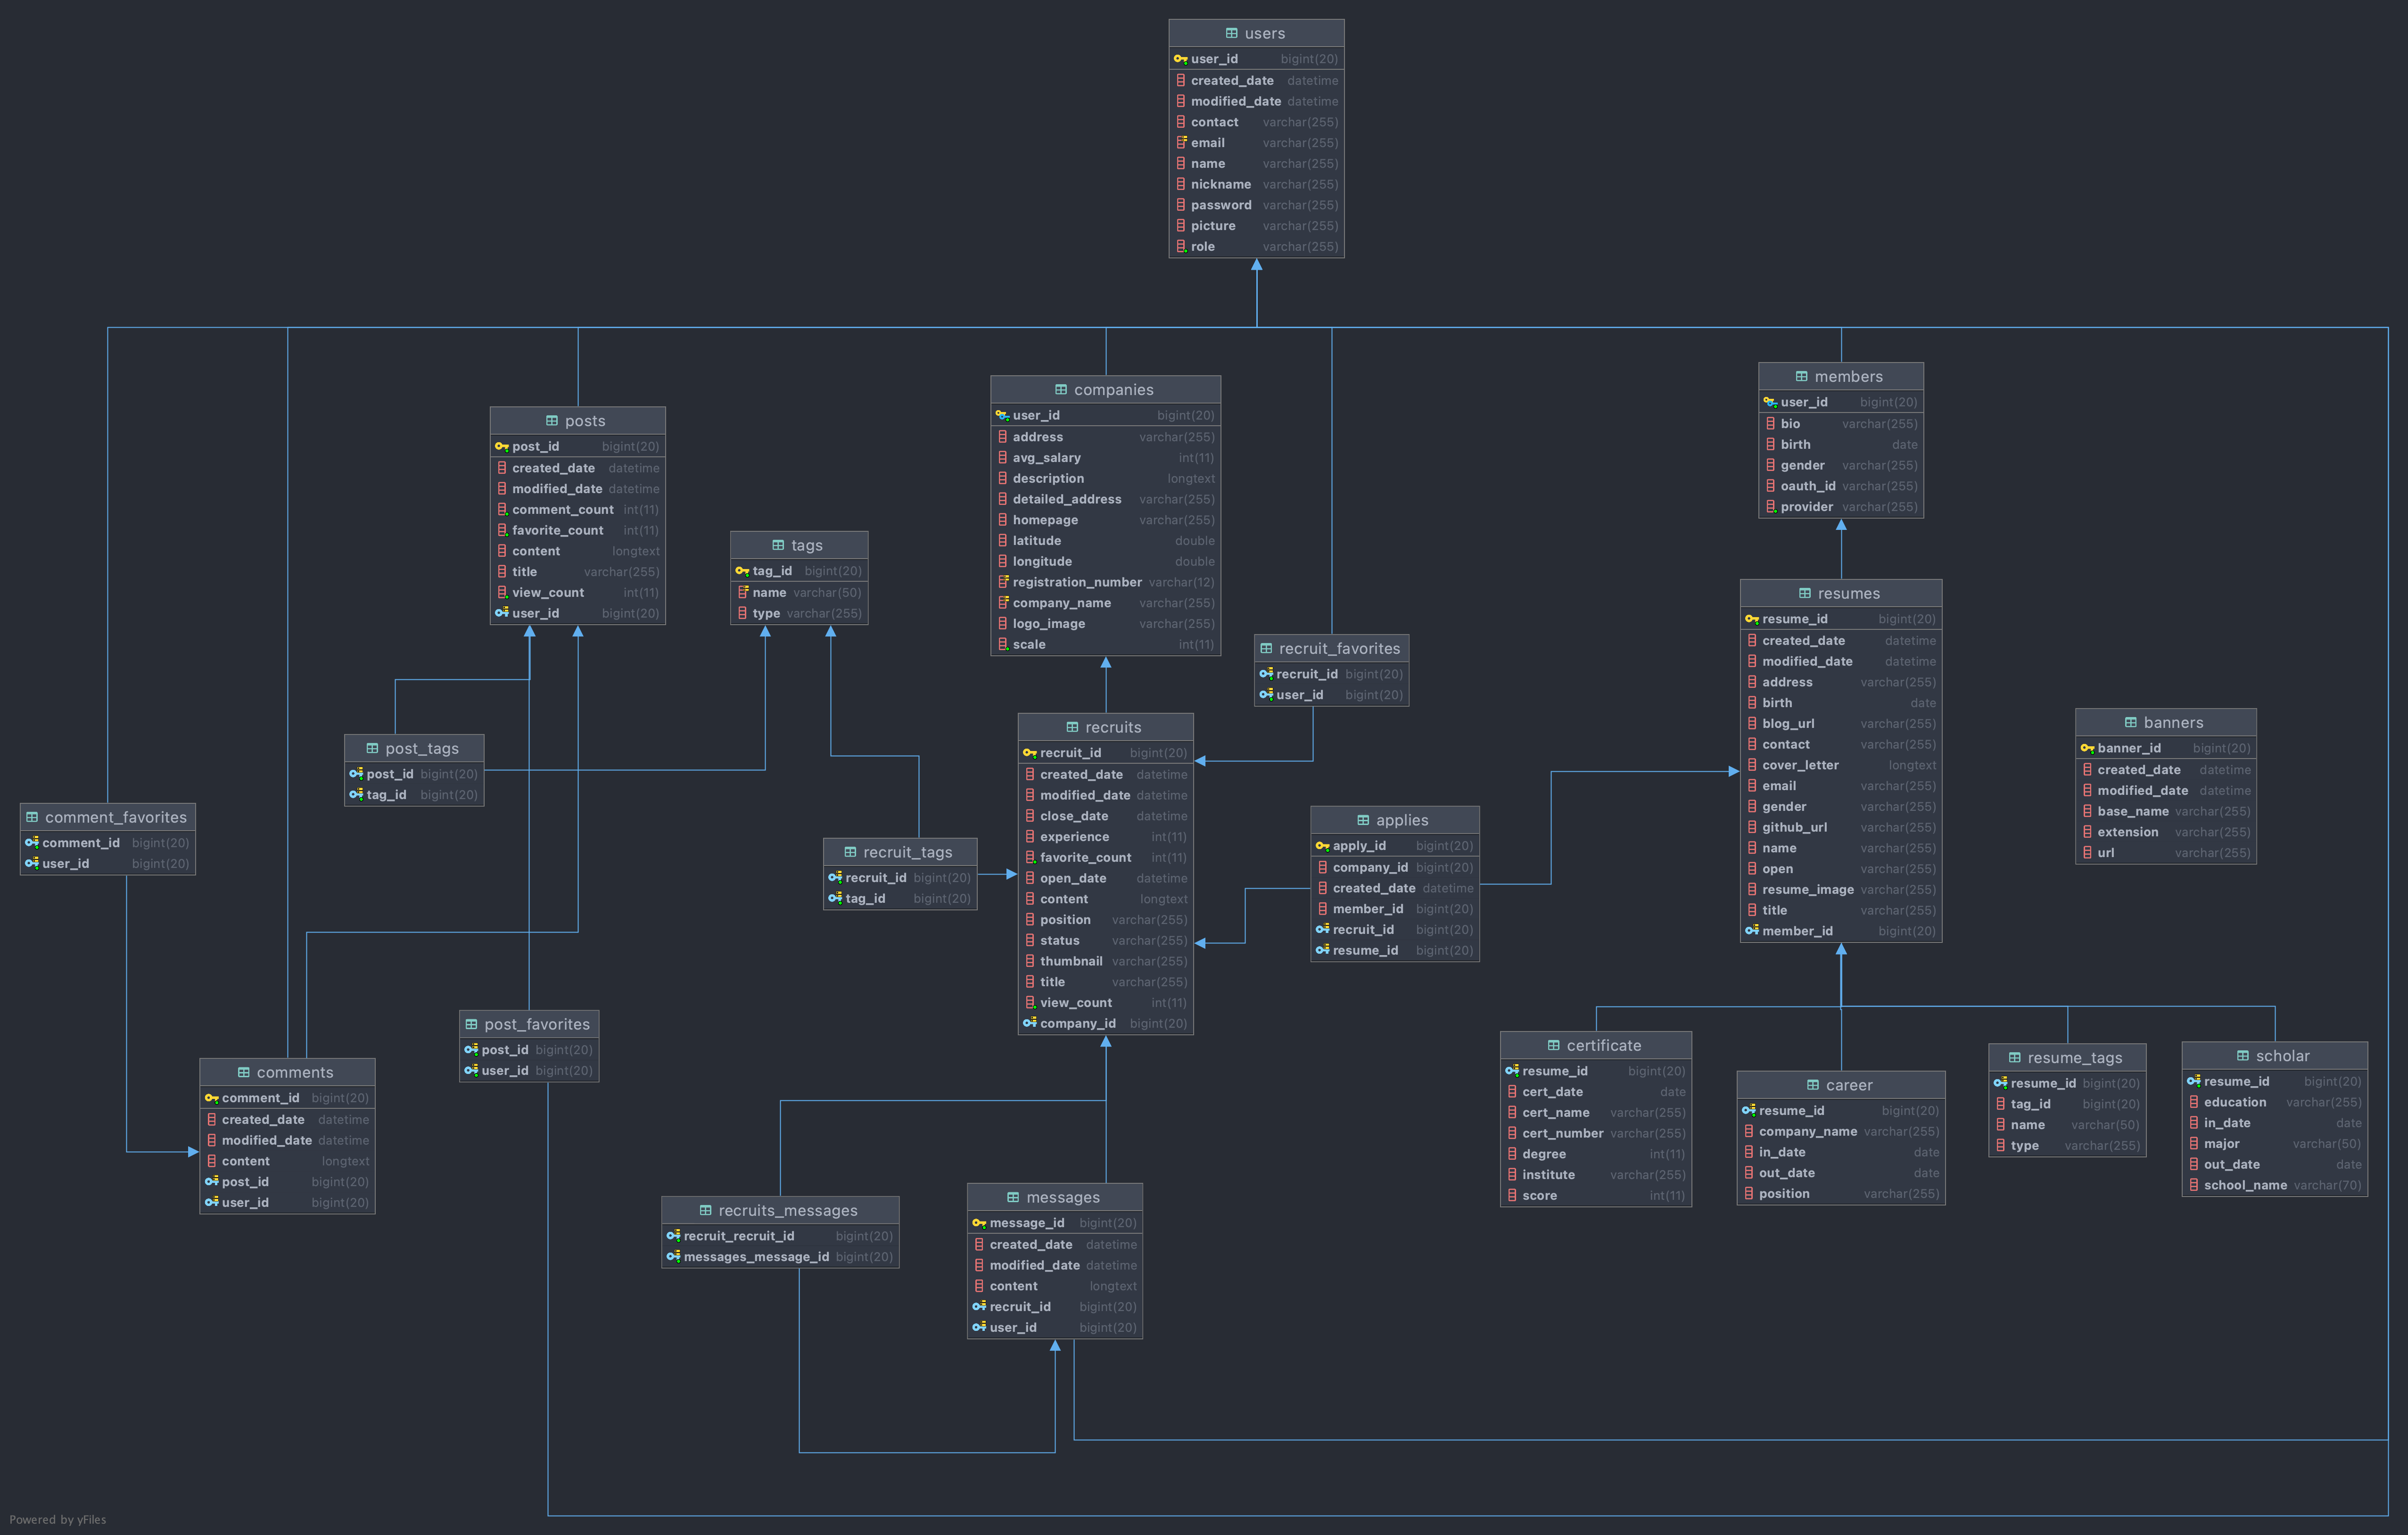 users
user_id bigint(20)
created_date datetime
modified_date datetime
contact varchar(255)
email varchar(255)
name varchar(255)
nickname varchar(255)
password varchar(255)
picture varchar(255)
role varchar(255)
posts
post_id bigint(20)
created_date datetime
modified_date datetime
comment_count int(11)
favorite_count int(11)
content longtext
title varchar(255)
view_count int(11)
user_id bigint(20)
tags
tag_id bigint(20)
name varchar(50)
type varchar(255)
companies
user_id bigint(20)
address varchar(255)
avg_salary int(11)
description longtext
detailed_address varchar(255)
homepage varchar(255)
latitude double
longitude double
registration_number varchar(12)
company_name varchar(255)
logo_image varchar(255)
scale int(11)
recruit_favorites
recruit_id bigint(20)
user_id bigint(20)
members
user_id bigint(20)
bio varchar(255)
birth date
gender varchar(255)
oauth_id varchar(255)
provider varchar(255)
resumes
resume_id bigint(20)
created_date datetime
modified_date datetime
address varchar(255)
birth date
blog_url varchar(255)
contact varchar(255)
cover_letter longtext
email varchar(255)
gender varchar(255)
github_url varchar(255)
name varchar(255)
open varchar(255)
resume_image varchar(255)
title varchar(255)
member_id bigint(20)
banners
banner_id bigint(20)
created_date datetime
modified_date datetime
base_name varchar(255)
extension varchar(255)
url varchar(255)
post_tags
post_id bigint(20)
tag_id bigint(20)
comment_favorites
comment_id bigint(20)
user_id bigint(20)
recruit_tags
recruit_id bigint(20)
tag_id bigint(20)
recruits
recruit_id bigint(20)
created_date datetime
modified_date datetime
close_date datetime
experience int(11)
favorite_count int(11)
open_date datetime
content longtext
position varchar(255)
status varchar(255)
thumbnail varchar(255)
title varchar(255)
view_count int(11)
company_id bigint(20)
applies
apply_id bigint(20)
company_id bigint(20)
created_date datetime
member_id bigint(20)
recruit_id bigint(20)
resume_id bigint(20)
comments
comment_id bigint(20)
created_date datetime
modified_date datetime
content longtext
post_id bigint(20)
user_id bigint(20)
post_favorites
post_id bigint(20)
user_id bigint(20)
recruits_messages
recruit_recruit_id bigint(20)
messages_message_id bigint(20)
messages
message_id bigint(20)
created_date datetime
modified_date datetime
content longtext
recruit_id bigint(20)
user_id bigint(20)
certificate
resume_id bigint(20)
cert_date date
cert_name varchar(255)
cert_number varchar(255)
degree int(11)
institute varchar(255)
score int(11)
career
resume_id bigint(20)
company_name varchar(255)
in_date date
out_date date
position varchar(255)
resume_tags
resume_id bigint(20)
tag_id bigint(20)
name varchar(50)
type varchar(255)
scholar
resume_id bigint(20)
education varchar(255)
in_date date
major varchar(50)
out_date date
school_name varchar(70)
Powered by yFiles